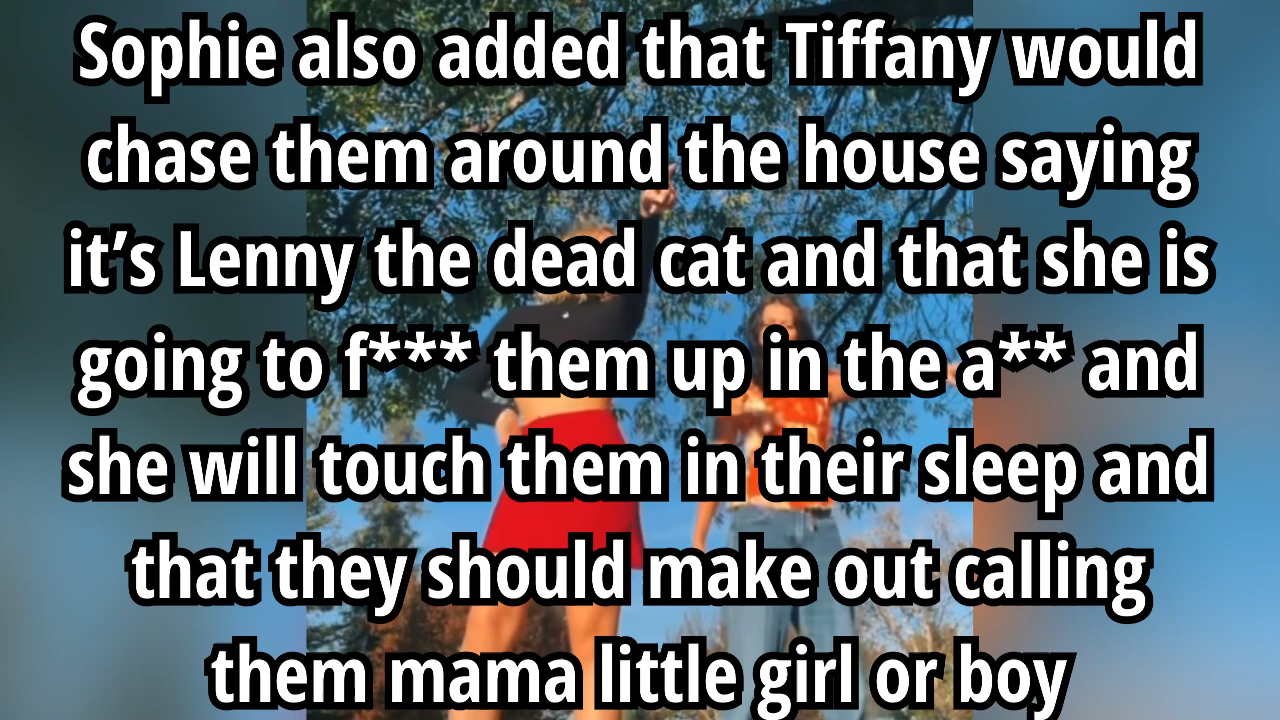 Sophie also added that Tiffany would
chase them around the house saying
it’s Lenny the dead cat and that she is
going to f*** them up in the a** and
she will touch them in their sleep and
that they should make out calling
them mama little girl or boy